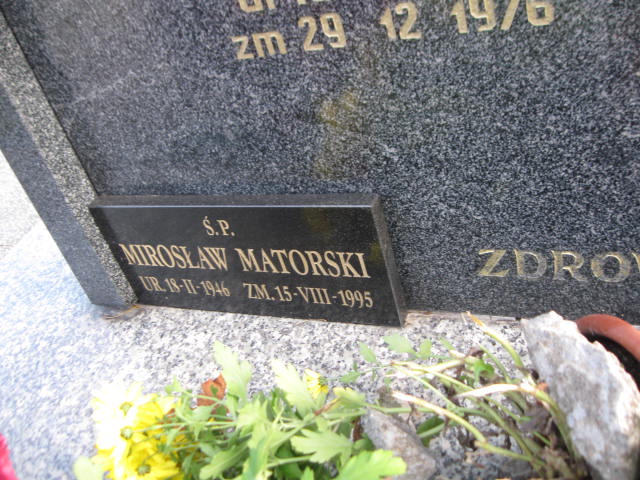 zm 29 12 1976
Ś.P.
MIROSŁAW MATORSKI
UR. 18-II-1946 ZM. 15-VIII-1995